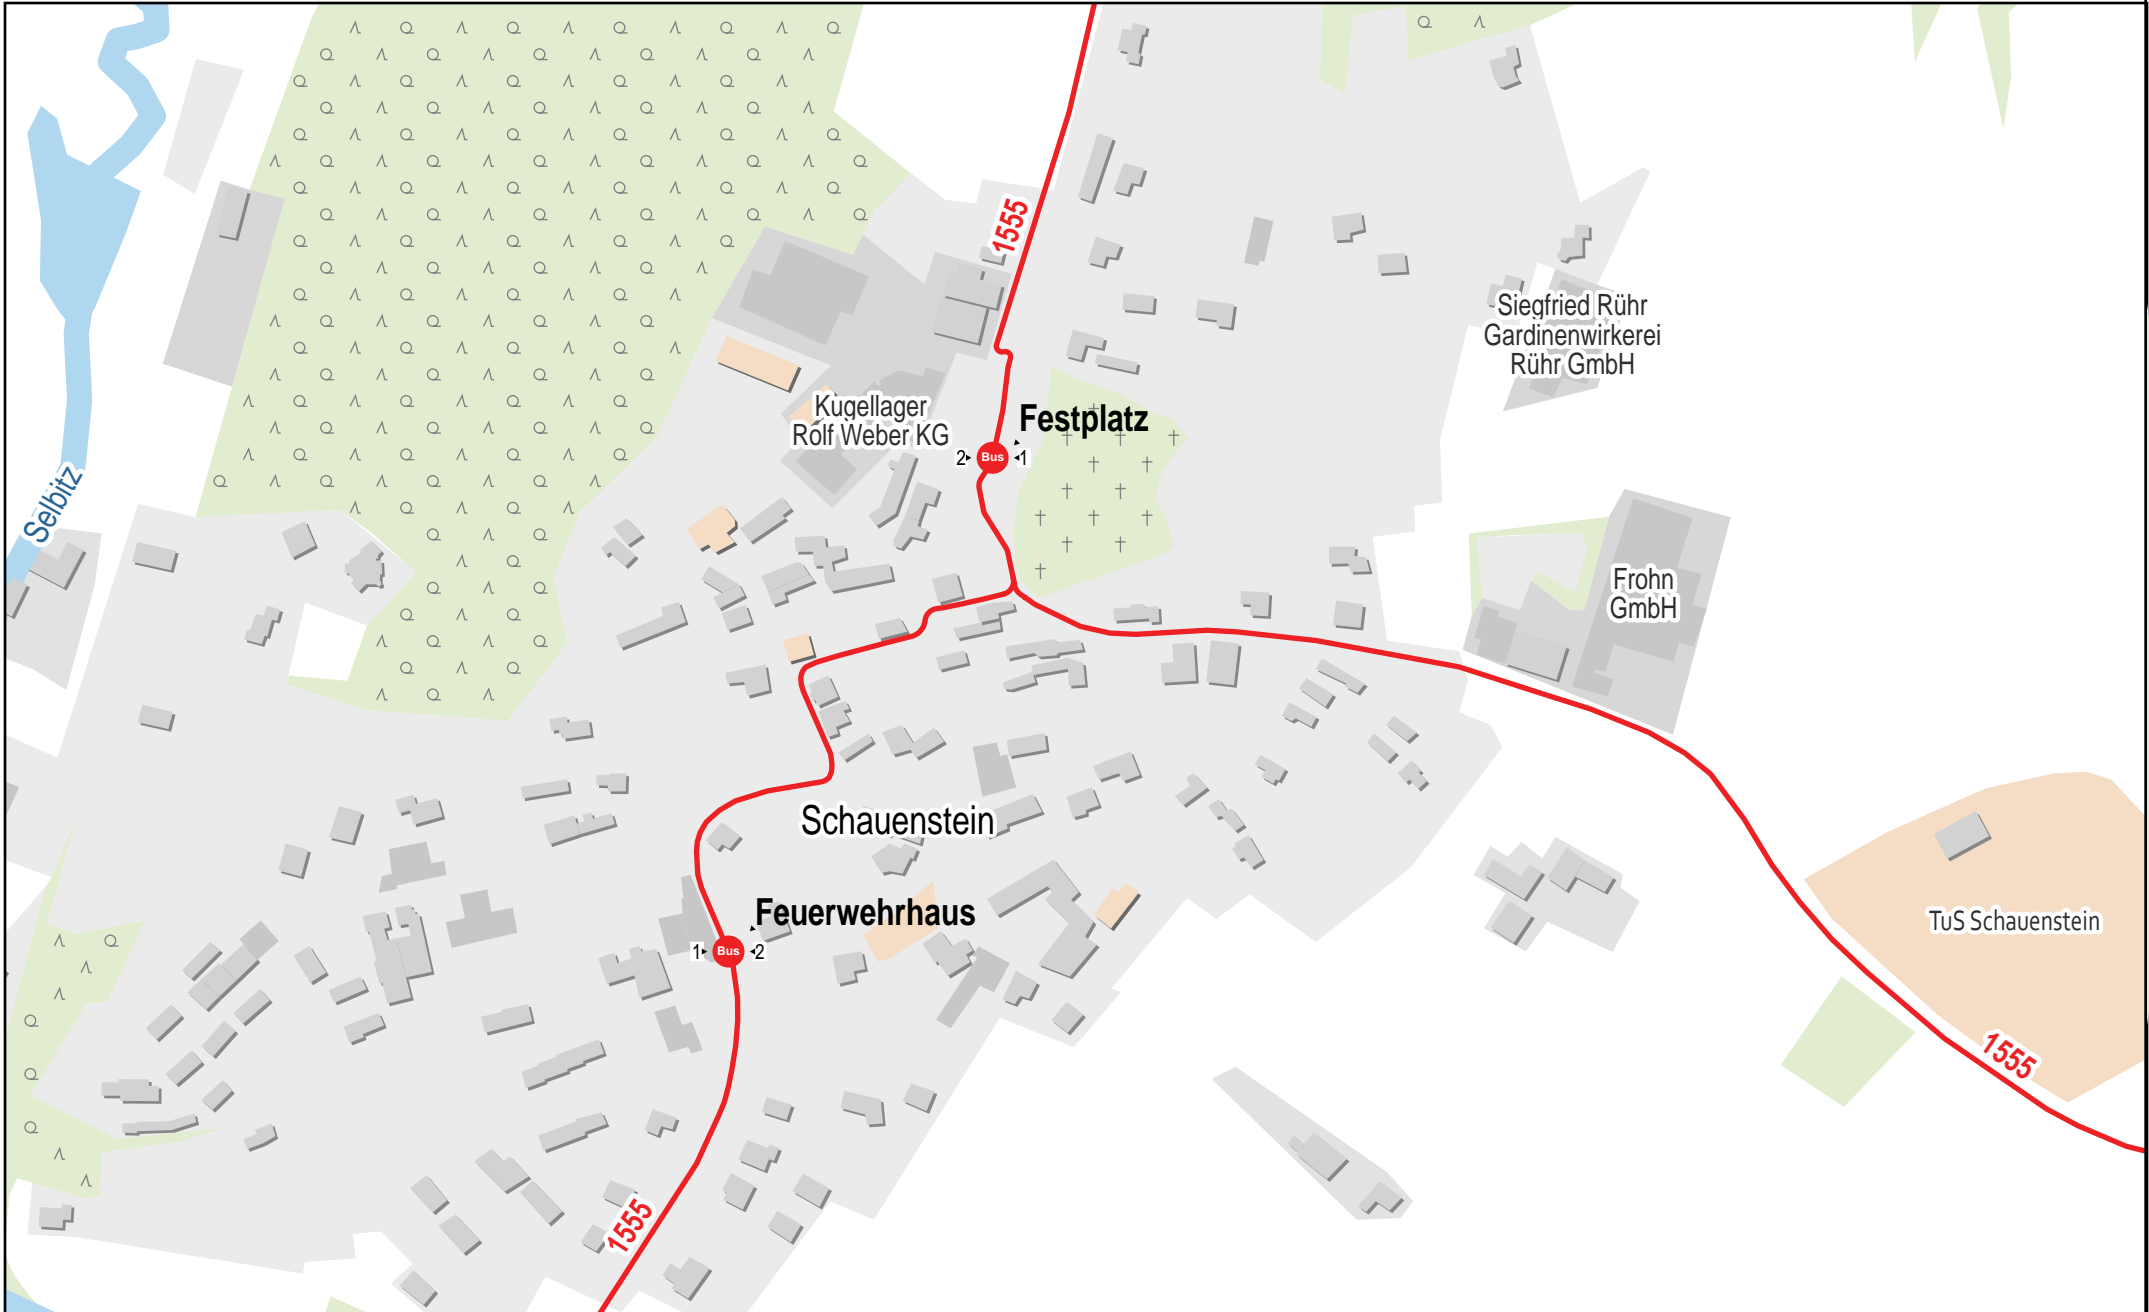 1555
Siegfried Rühr
Gardinenwirkerei
Rühr GmbH
Kugellager
Rolf Weber KG
Festplatz
2 Bus 1
Selbitz
Frohn
GmbH
Schauenstein
Feuerwehrhaus
1 Bus 2
TuS Schauenstein
1555
1555